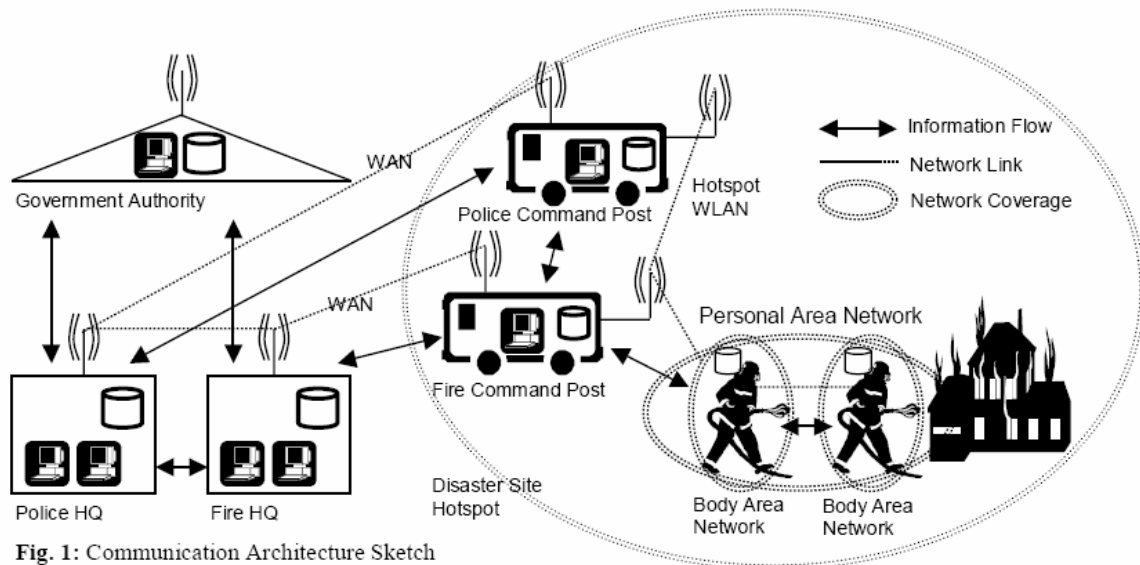 WAN
Information Flow
Network Link
Network Coverage
Government Authority
Police Command Post
Hotspot
WLAN
WAN
Personal Area Network
Fire Command Post
Disaster Site
Hotspot
Body Area
Network
Body Area
Network
Police HQ
Fire HQ
Fig. 1: Communication Architecture Sketch